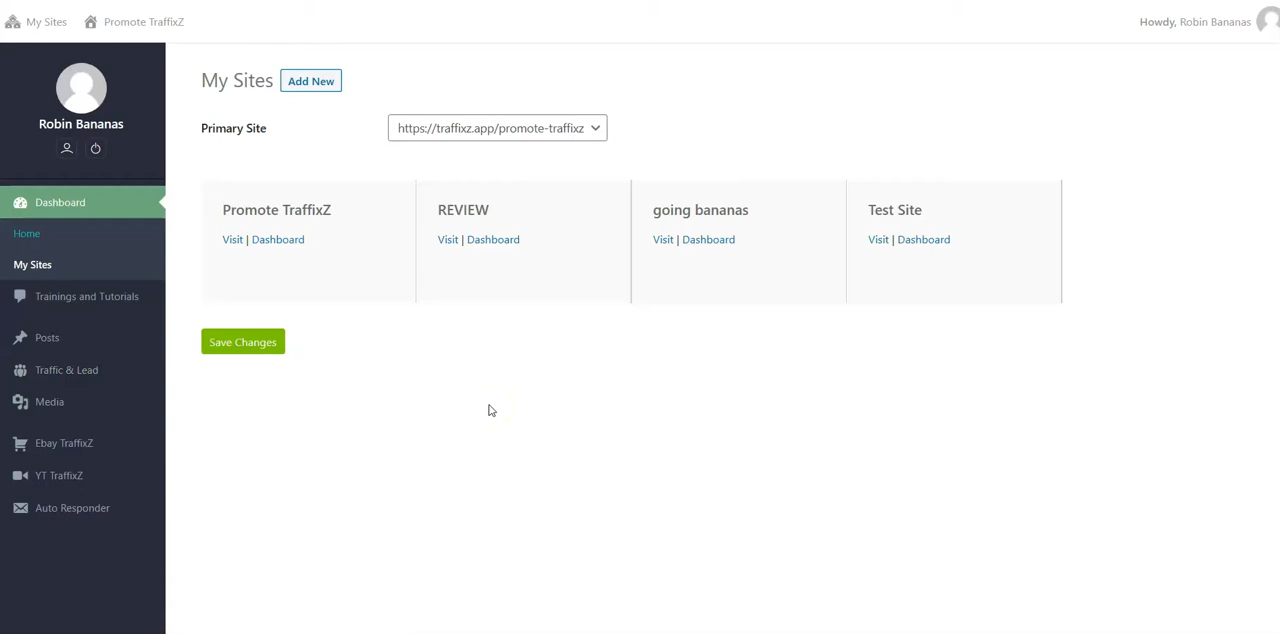 My Sites Promote TraffixZ Howdy, Robin Bananas
Robin Bananas
Dashboard
Home
My Sites
Trainings and Tutorials
Posts
Traffic & Lead
Media
Ebay TraffixZ
YT TraffixZ
Auto Responder
My Sites Add New
Primary Site https://traffixz.app/promote-traffixz
Promote TraffixZ
Visit | Dashboard
REVIEW
Visit | Dashboard
going bananas
Visit | Dashboard
Test Site
Visit | Dashboard
Save Changes